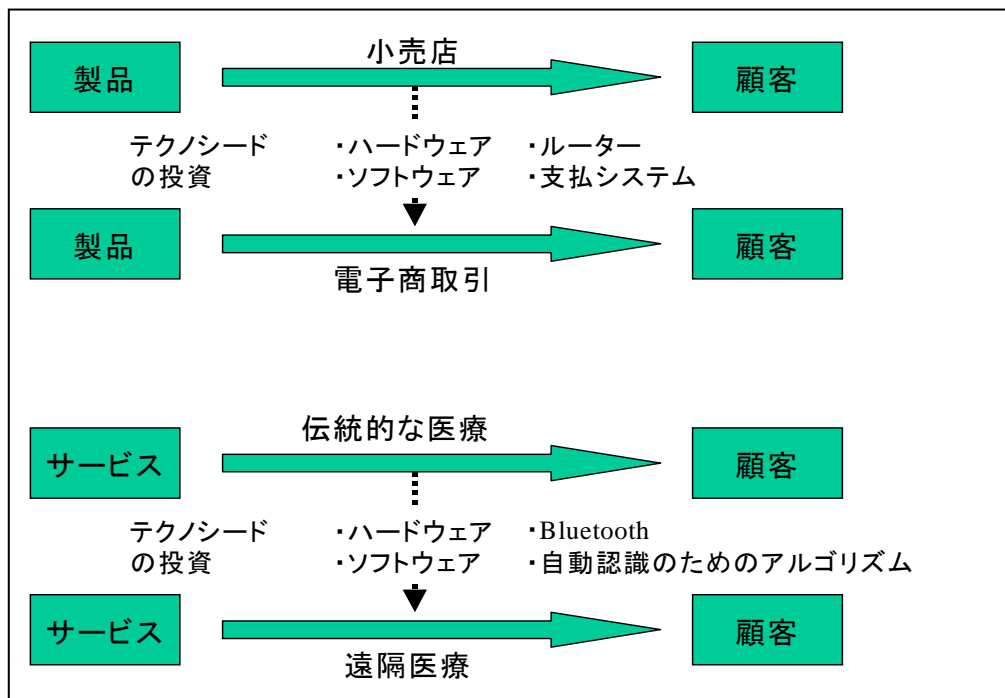 小売店
製品 顧客
テクノシード ・ハードウェア ・ルーター
の投資 ・ソフトウェア ・支払システム
製品 顧客
電子商取引
伝統的な医療
サービス 顧客
テクノシード ・ハードウェア ・Bluetooth
の投資 ・ソフトウェア ・自動認識のためのアルゴリズム
サービス 顧客
遠隔医療